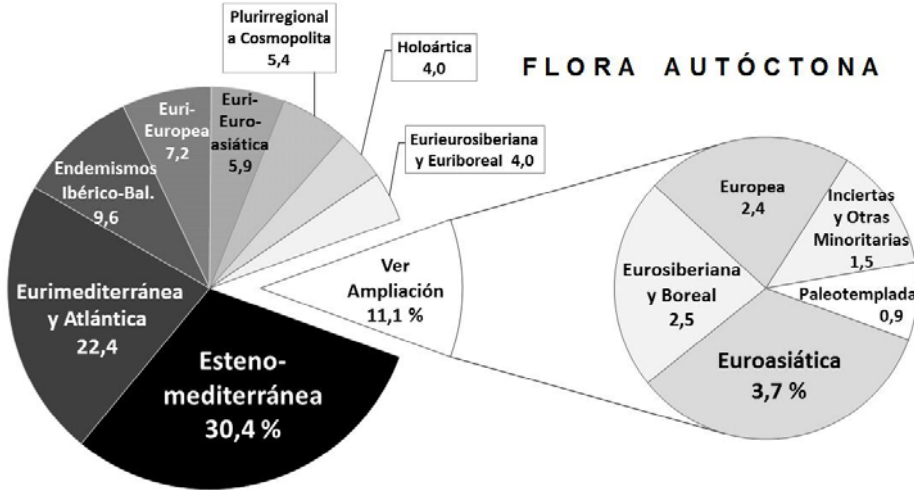 FLORA AUTÓCTONA
Plurirregional
a Cosmopolita
5,4
Holoártica
4,0
Eurieurosiberiana
y Euriboreal 4,0
Euri-
Euro-
asiática
5,9
Euri-
Europea
7,2
Endemismos
Ibérico-Bal.
9,6
Eurimediterránea
y Atlántica
22,4
Esteno-
mediterránea
30,4 %
Ver
Ampliación
11,1 %
Europea
2,4
Inciertas
y Otras
Minoritarias
1,5
Eurosiberiana
y Boreal
2,5
Paleotemplada
0,9
Euroasiática
3,7 %